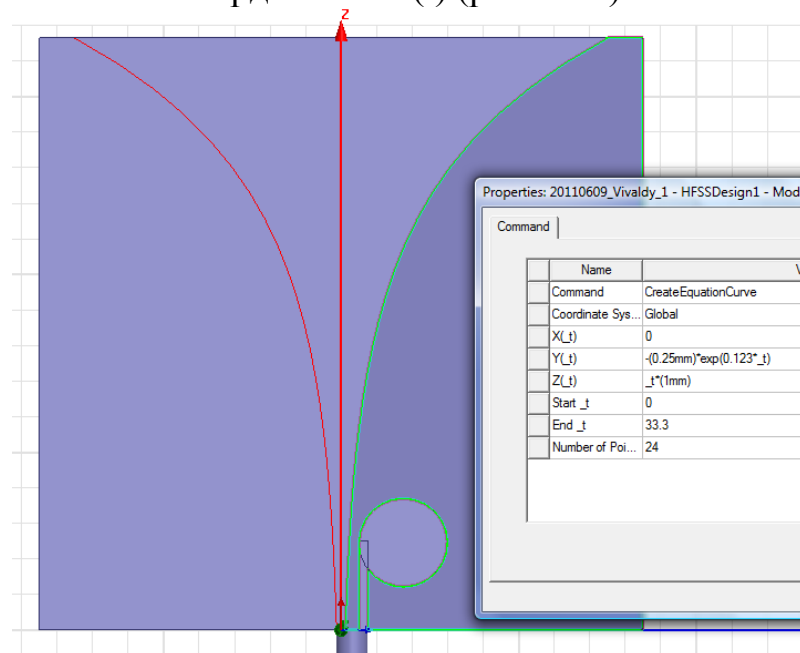 z
Properties: 20110609_Vivaldy_1 - HFSSDesign1 - Mod
Command
Name
Command CreateEquationCurve
Coordinate Sys... Global
X(_t) 0
Y(_t) -(0.25mm)*exp(0.123*_t)
Z(_t) _t*(1mm)
Start _t 0
End _t 33.3
Number of Poi... 24